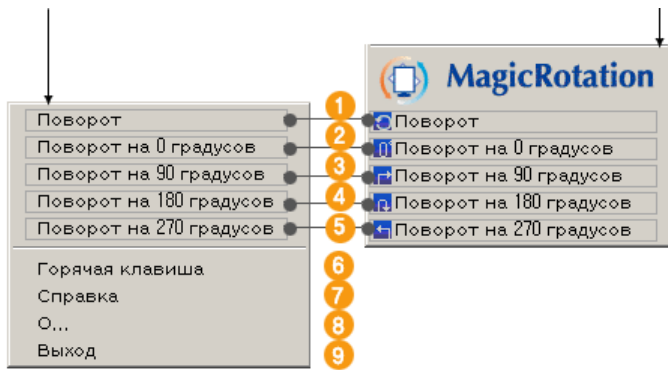 MagicRotation
Поворот
1
Поворот
Поворот на 0 градусов
2
Поворот на 0 градусов
Поворот на 90 градусов
3
Поворот на 90 градусов
Поворот на 180 градусов
4
Поворот на 180 градусов
Поворот на 270 градусов
5
Поворот на 270 градусов
Горячая клавиша
6
Справка
7
О...
8
Выход
9